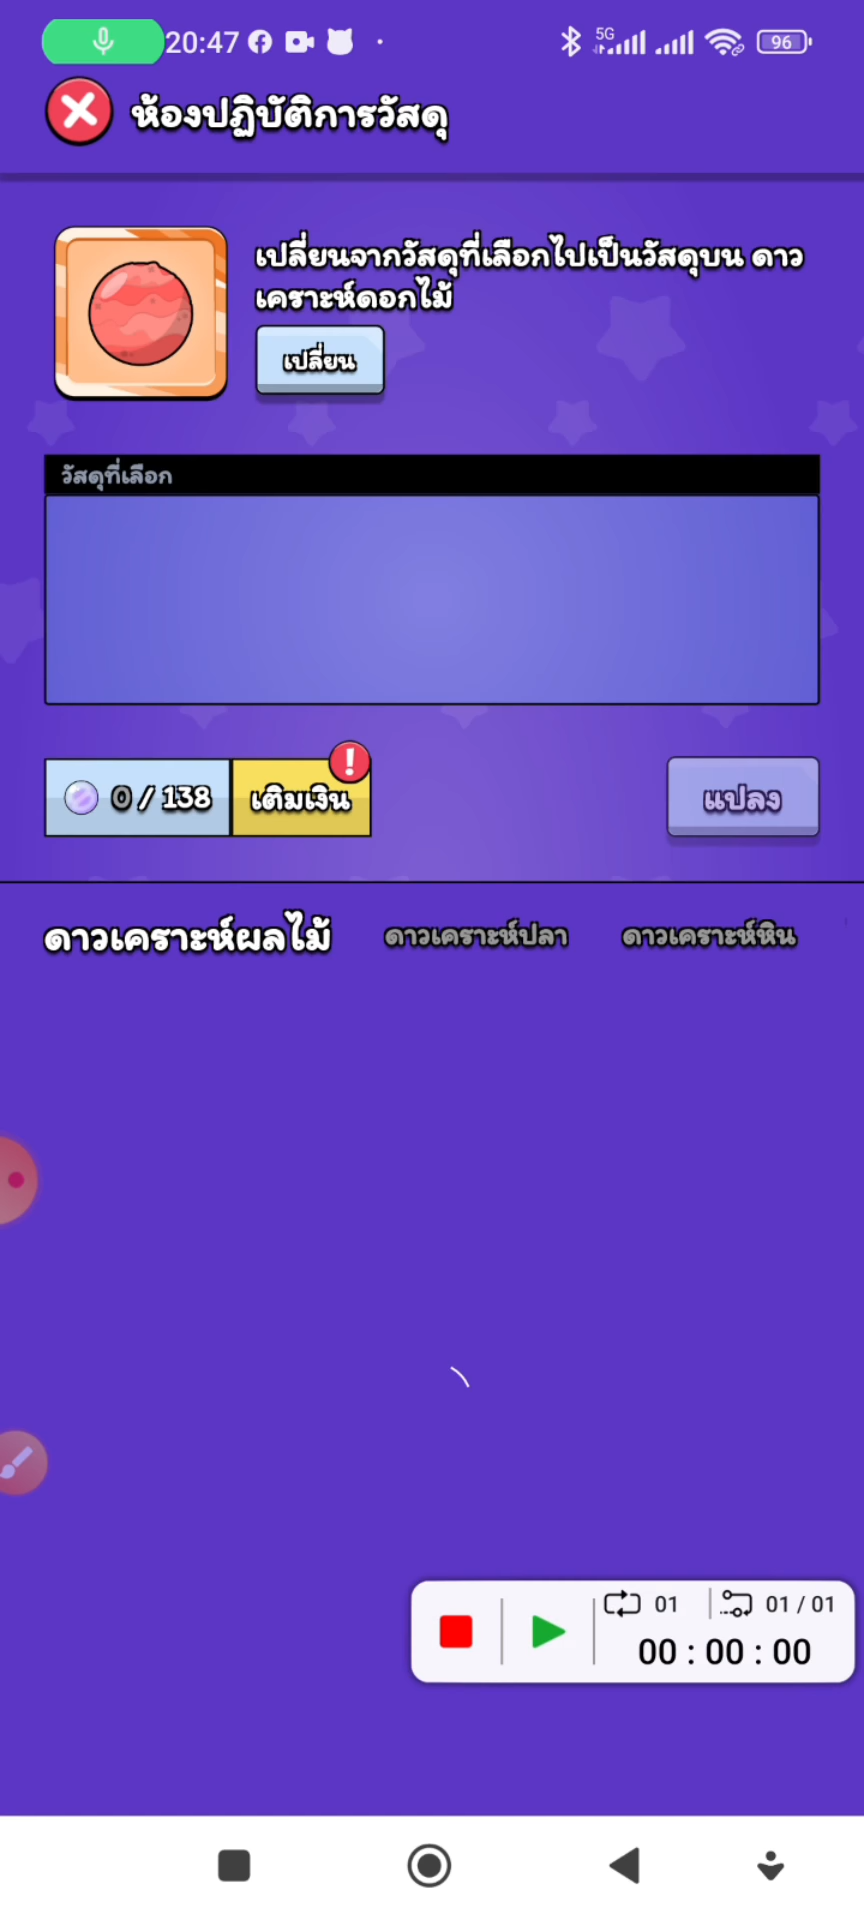 20:47
5G
96
ห้องปฏิบัติการวัสดุ
เปลี่ยนจากวัสดุที่เลือกไปเป็นวัสดุบน ดาว
เคราะห์ดอกไม้
เปลี่ยน
วัสดุที่เลือก
!
0 / 138
เติมเงิน
แปลง
ดาวเคราะห์ผลไม้
ดาวเคราะห์ปลา
ดาวเคราะห์หิน
01
01 / 01
00 : 00 : 00